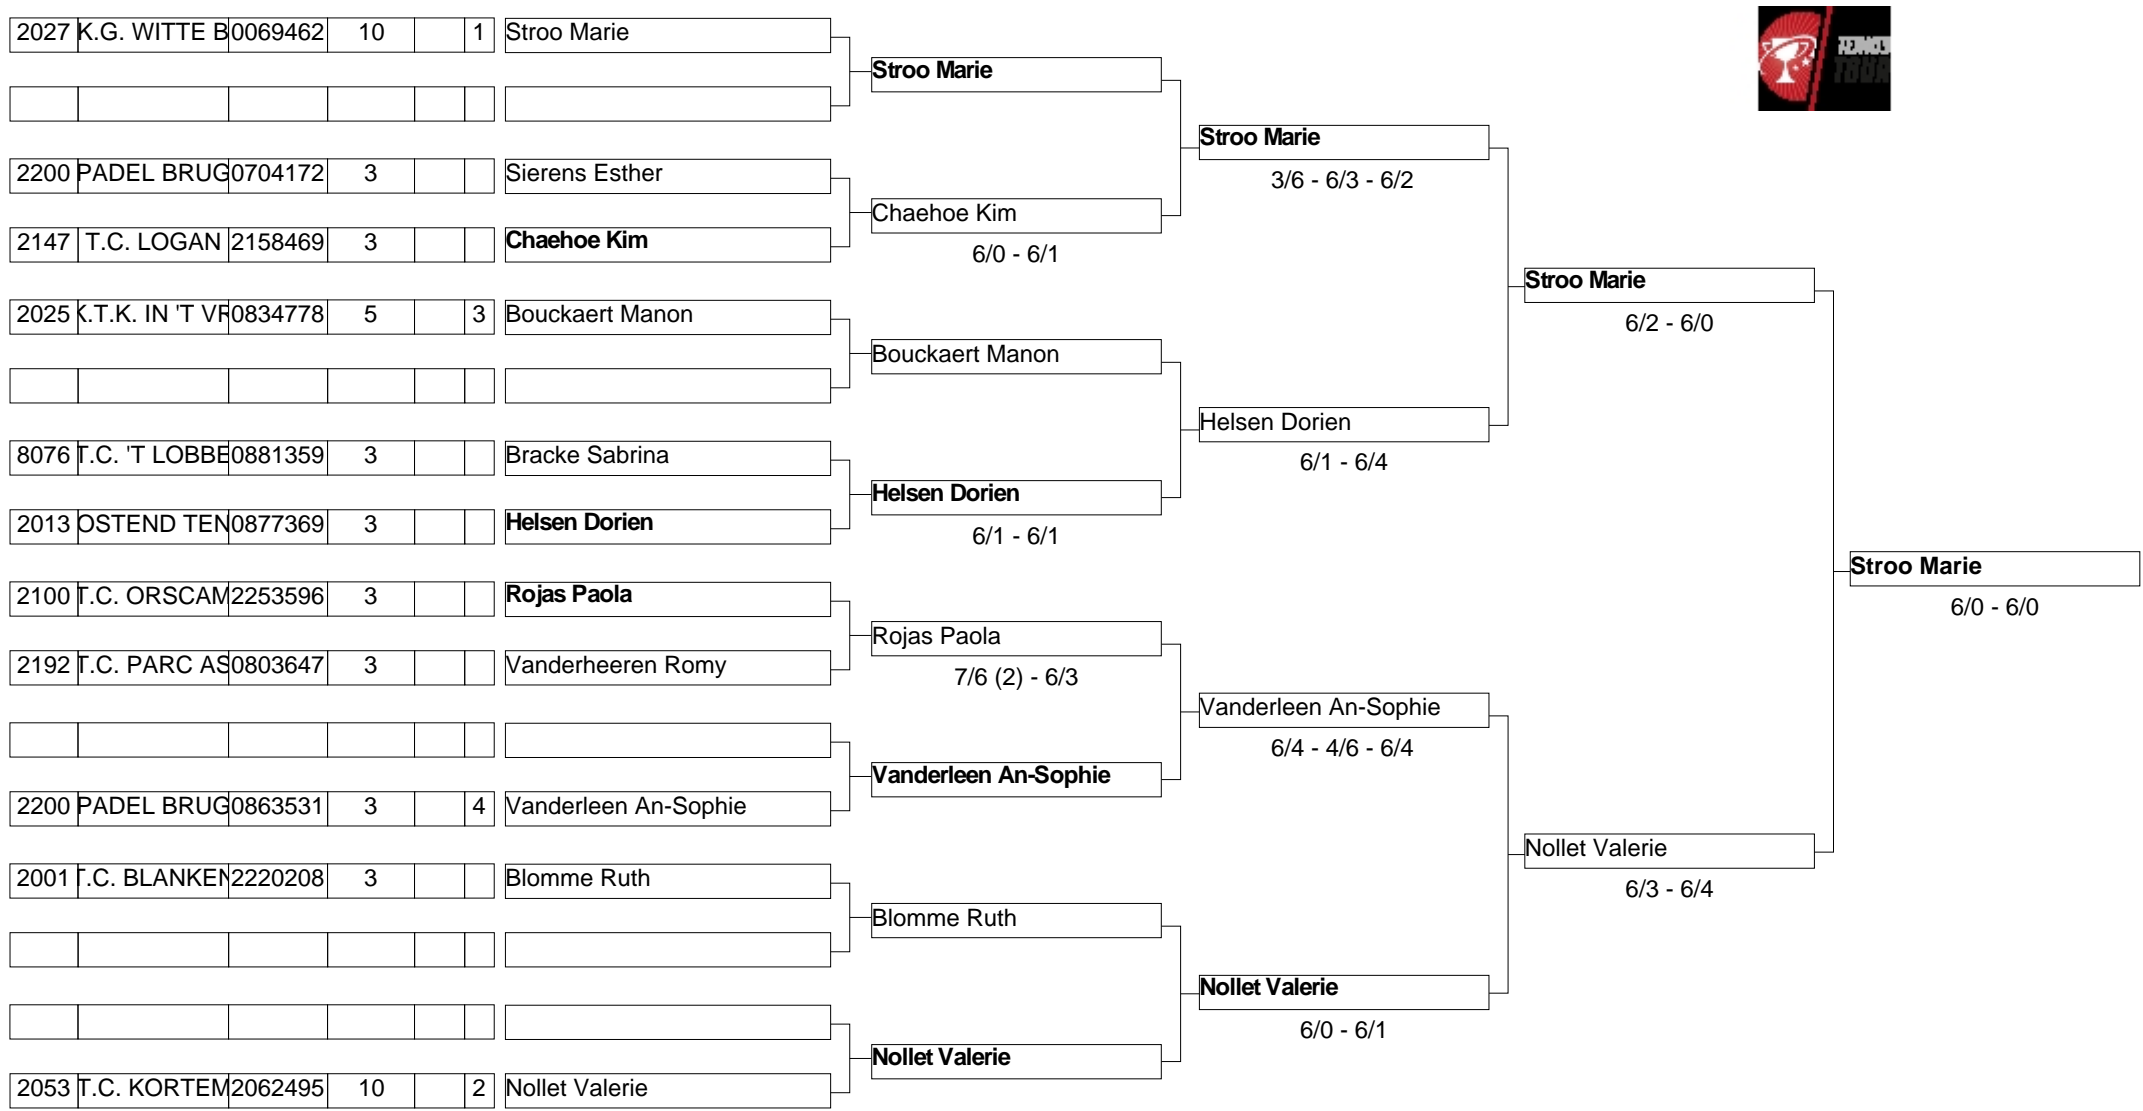 2027 K.G. WITTE B 0069462 10 1 Stroo Marie
Stroo Marie
Stroo Marie
3/6 - 6/3 - 6/2
2200 PADEL BRUG 0704172 3 Sierens Esther
Chaehoe Kim
6/0 - 6/1
2147 T.C. LOGAN 2158469 3 Chaehoe Kim
Stroo Marie
6/2 - 6/0
2025 K.T.K. IN 'T VR 0834778 5 3 Bouckaert Manon
Bouckaert Manon
Helsen Dorien
6/1 - 6/4
8076 T.C. 'T LOBBE 0881359 3 Bracke Sabrina
Helsen Dorien
6/1 - 6/1
2013 OSTEND TEN 0877369 3 Helsen Dorien
Stroo Marie
6/0 - 6/0
2100 T.C. ORSCAM 2253596 3 Rojas Paola
Rojas Paola
7/6 (2) - 6/3
2192 T.C. PARC AS 0803647 3 Vanderheeren Romy
Vanderleen An-Sophie
6/4 - 4/6 - 6/4
Vanderleen An-Sophie
2200 PADEL BRUG 0863531 3 4 Vanderleen An-Sophie
Nollet Valerie
6/3 - 6/4
2001 T.C. BLANKEN 2220208 3 Blomme Ruth
Blomme Ruth
Nollet Valerie
6/0 - 6/1
Nollet Valerie
2053 T.C. KORTEM 2062495 10 2 Nollet Valerie